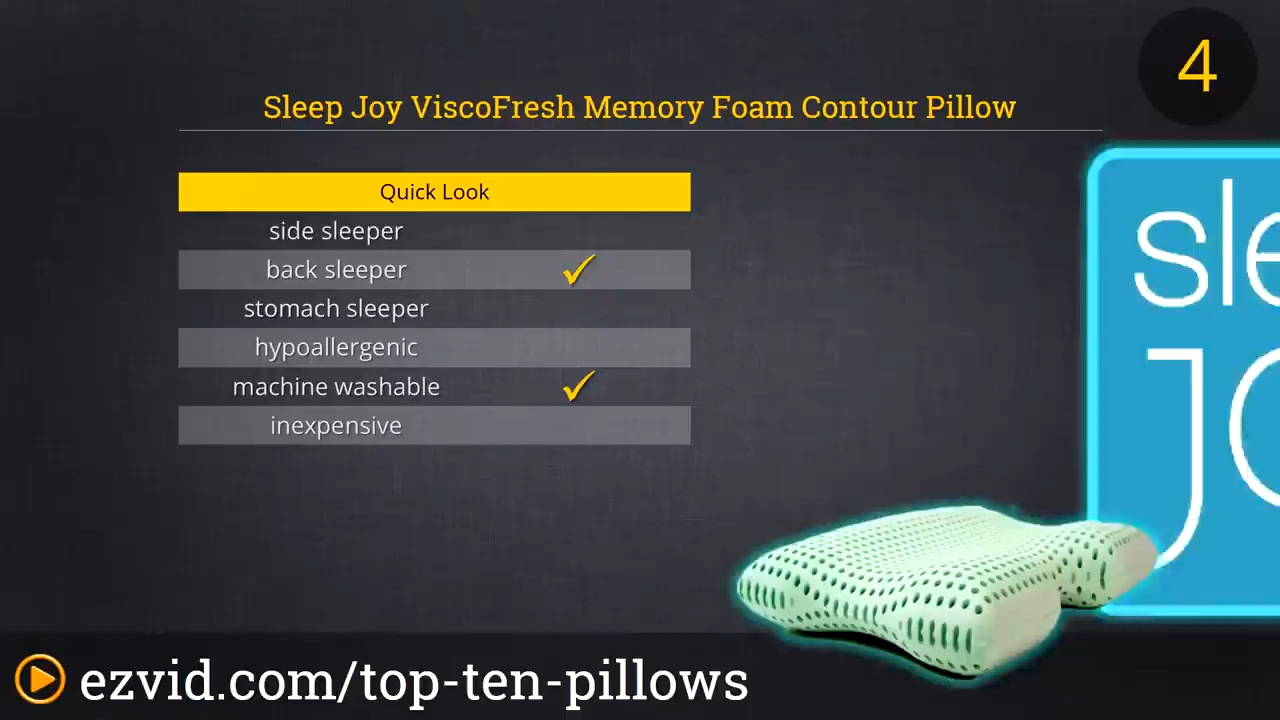 4
Sleep Joy ViscoFresh Memory Foam Contour Pillow
Quick Look
side sleeper
back sleeper
stomach sleeper
hypoallergenic
machine washable
inexpensive
ezvid.com/top-ten-pillows